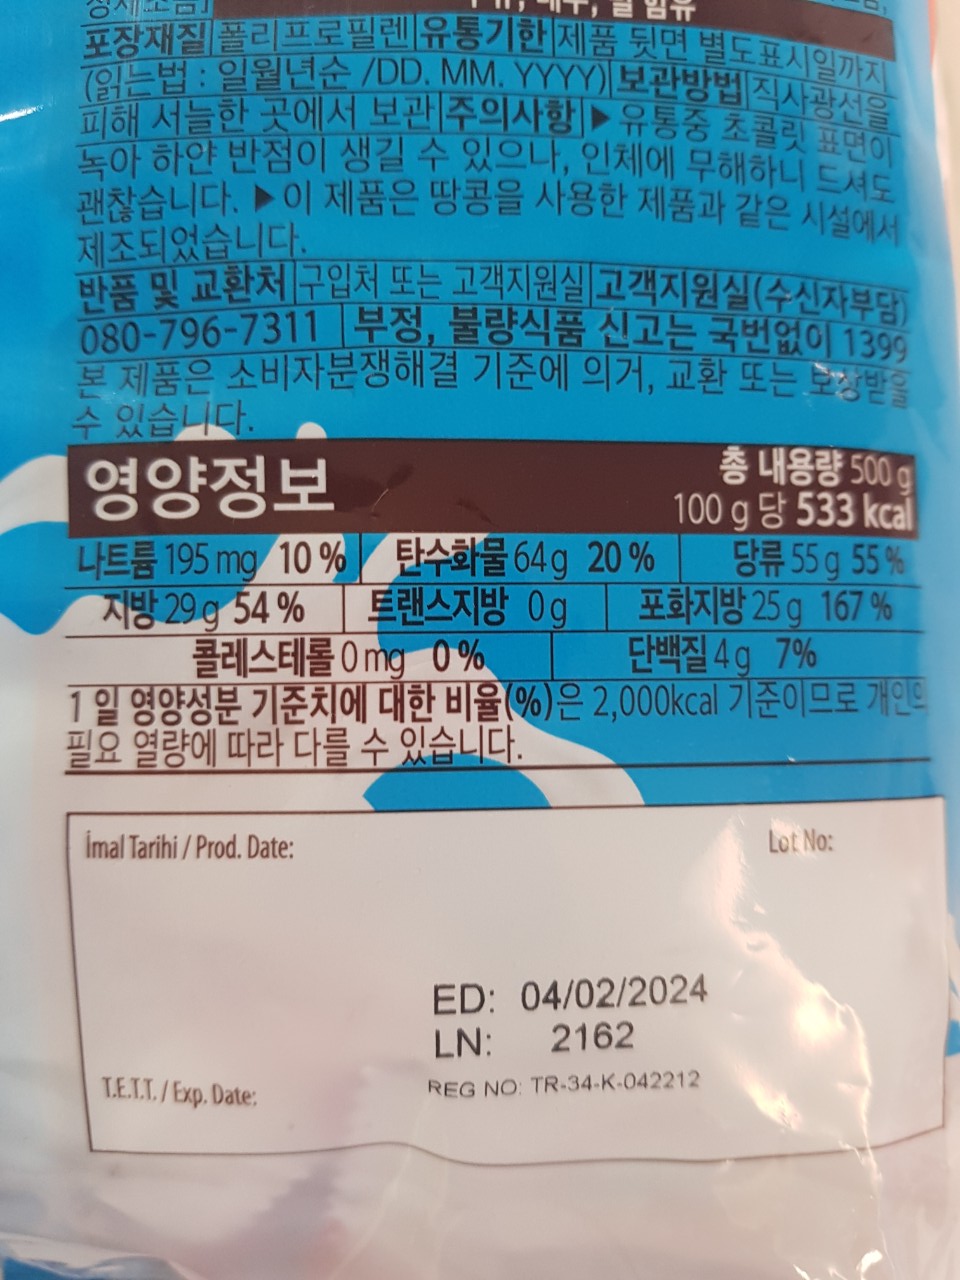 밀 함유
포장재질 폴리프로필렌 유통기한 제품 뒷면 별도표시일까지
(읽는법 : 일월년순 /DD. MM. YYYY) 보관방법 직사광선을
피해 서늘한 곳에서 보관 주의사항 ▶ 유통중 초콜릿 표면이
녹아 하얀 반점이 생길 수 있으나, 인체에 무해하니 드셔도
괜찮습니다. ▶ 이 제품은 땅콩을 사용한 제품과 같은 시설에서
제조되었습니다.
반품 및 교환처 구입처 또는 고객지원실 고객지원실(수신자부담)
080-796-7311 부정, 불량식품 신고는 국번없이 1399
본 제품은 소비자분쟁해결 기준에 의거, 교환 또는 보상받을
수 있습니다.
영양정보
총 내용량 500 g
100 g 당 533 kcal
나트륨 195 mg 10 % 탄수화물 64 g 20 % 당류 55 g 55 %
지방 29 g 54 % 트랜스지방 0 g 포화지방 25 g 167 %
콜레스테롤 0 mg 0 % 단백질 4 g 7%
1 일 영양성분 기준치에 대한 비율(%)은 2,000kcal 기준이므로 개인의
필요 열량에 따라 다를 수 있습니다.
İmal Tarihi / Prod. Date: Lot No:
ED: 04/02/2024
LN: 2162
REG NO: TR-34-K-042212
T.E.T.T. / Exp. Date: